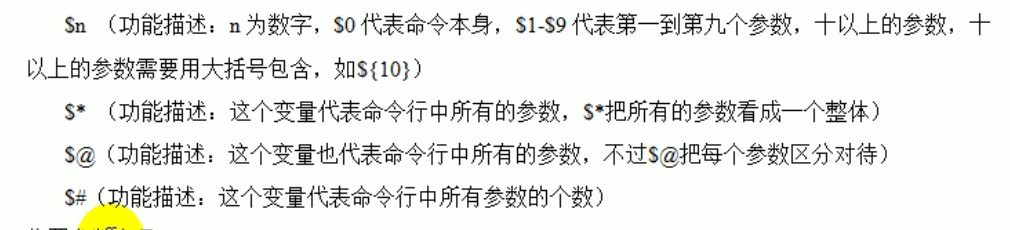 $n （功能描述：n 为数字，$0 代表命令本身，$1-$9 代表第一到第九个参数，十以上的参数，十
以上的参数需要用大括号包含，如${10}）
$* （功能描述：这个变量代表命令行中所有的参数，$*把所有的参数看成一个整体）
$@（功能描述：这个变量也代表命令行中所有的参数，不过$@把每个参数区分对待）
$#（功能描述：这个变量代表命令行中所有参数的个数）